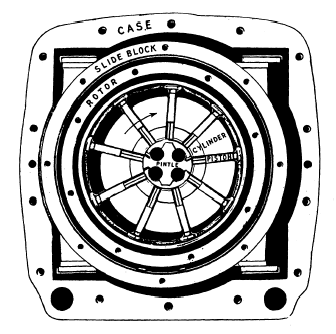 CASE
SLIDE BLOCK
ROTOR
CYLINDER
PISTONS
PINTLE